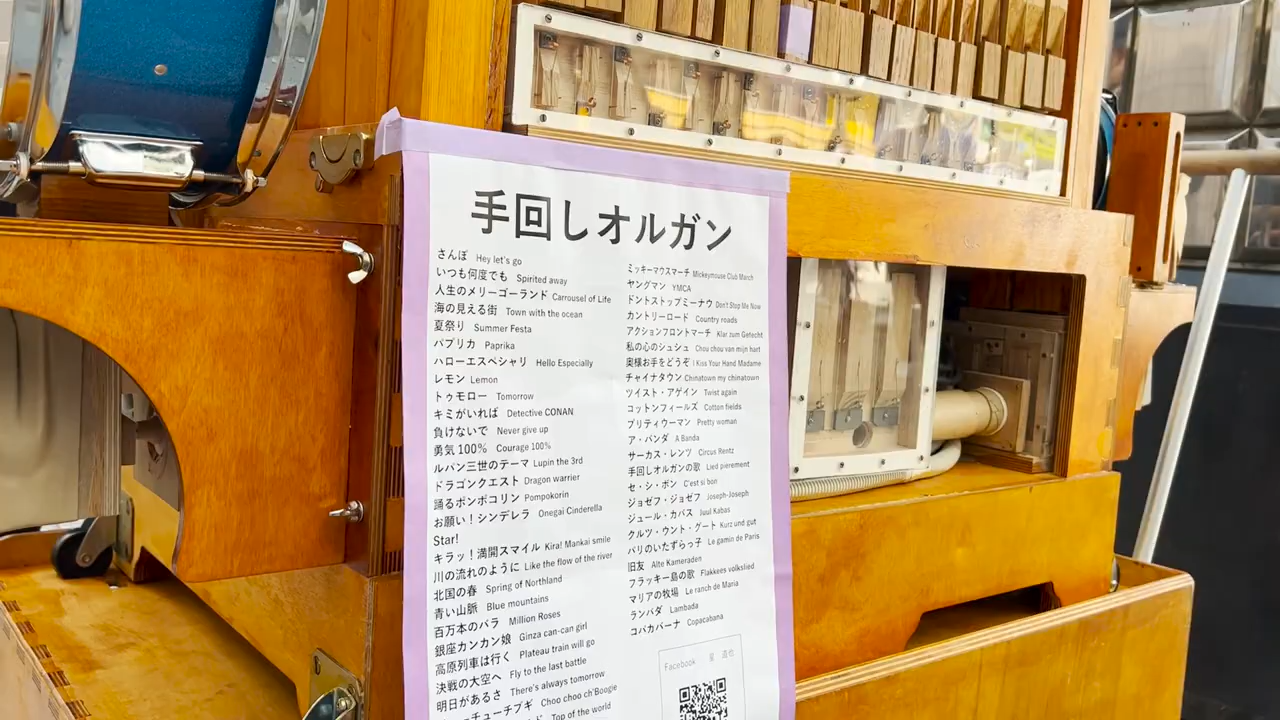 手回しオルガン
さんぽ Hey let's go
いつも何度でも Spirited away
人生のメリーゴーランド Carrousel of Life
海の見える街 Town with the ocean
夏祭り Summer Festa
パプリカ Paprika
ハローエスペシャリ Hello Especially
レモン Lemon
トゥモロー Tomorrow
キミがいれば Detective CONAN
負けないで Never give up
勇気100% Courage 100%
ルパン三世のテーマ Lupin the 3rd
ドラゴンクエスト Dragon warrier
踊るポンポコリン Pompokorin
お願い!シンデレラ Onegai Cinderella
Star!
キラッ!満開スマイル Kira! Mankai smile
川の流れのように Like the flow of the river
北国の春 Spring of Northland
青い山脈 Blue mountains
百万本のバラ Million Roses
銀座カンカン娘 Ginza can-can girl
高原列車は行く Plateau train will go
決戦の大空へ Fly to the last battle
明日があるさ There's always tomorrow
チューチブギ Choo choo ch'Boogie
Top of the world
ミッキーマウスマーチ Mickeymouse Club March
ヤングマン YMCA
ドントストップミーナウ Don't Stop Me Now
カントリーロード Country roads
アクションフロントマーチ Klar zum Getecht
私の心のシュシュ Chou chou van mijn hart
奥様お手をどうぞ I Kiss Your Hand Madame
チャイナタウン Chinatown my chinatown
ツイスト・アゲイン Twist again
コットンフィールズ Cotton fields
プリティウーマン Pretty woman
ア・バンダ A Banda
サーカス・レンツ Circus Rentz
手回しオルガンの歌 Lied pierement
セ・シ・ボン C'est si bon
ジョゼフ・ジョゼフ Joseph-Joseph
ジュール・カバス Juul Kabas
クルツ・ウント・グート Kurz und gut
パリのいたずらっ子 Le gamin de Paris
旧友 Alte Kameraden
フラッキー島の歌 Flakkees volkslied
マリアの牧場 Le ranch de Maria
ランバダ Lambada
コパカバーナ Copacabana
Facebook